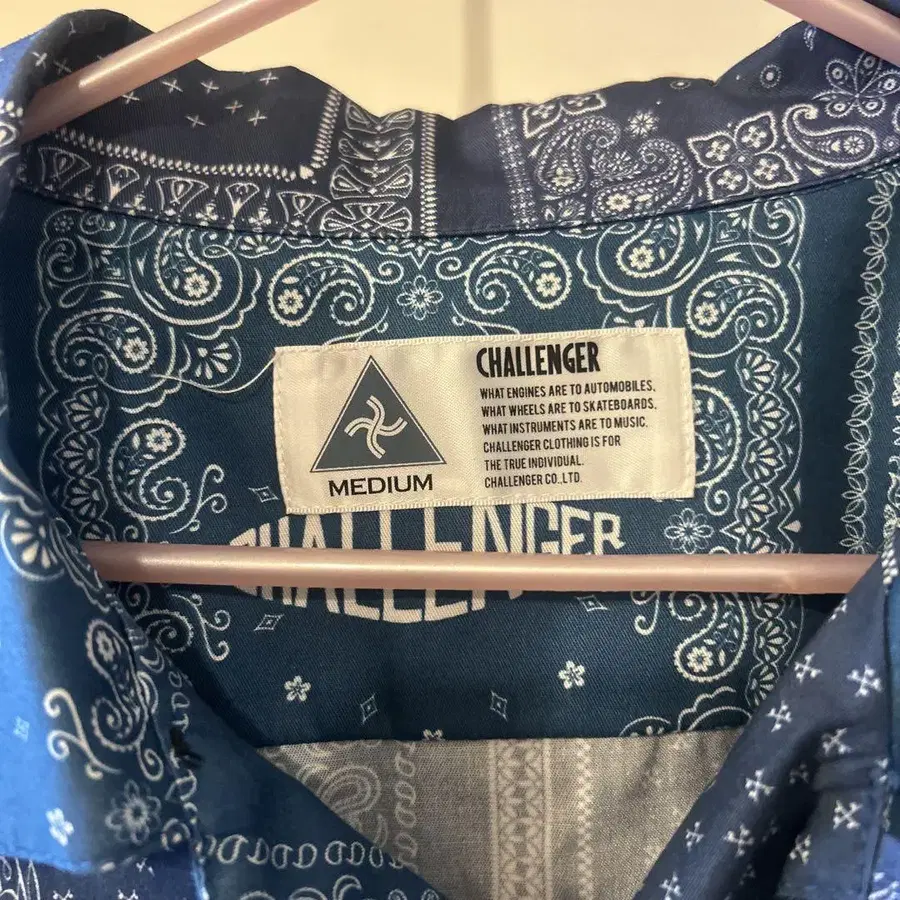 CHALLENGER
WHAT ENGINES ARE TO AUTOMOBILES.
WHAT WHEELS ARE TO SKATEBOARDS.
WHAT INSTRUMENTS ARE TO MUSIC.
CHALLENGER CLOTHING IS FOR
THE TRUE INDIVIDUAL.
CHALLENGER CO.,LTD.
MEDIUM
CHALLENGER